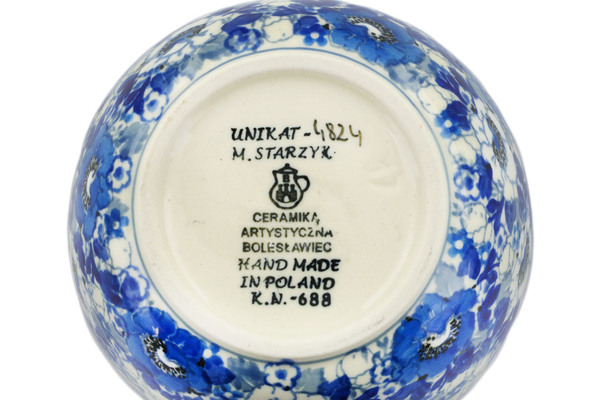 UNIKAT-4824
M. STARZYK
CERAMIKA
ARTYSTYCZNA
BOLESŁAWIEC
HAND MADE
IN POLAND
K.N.-688